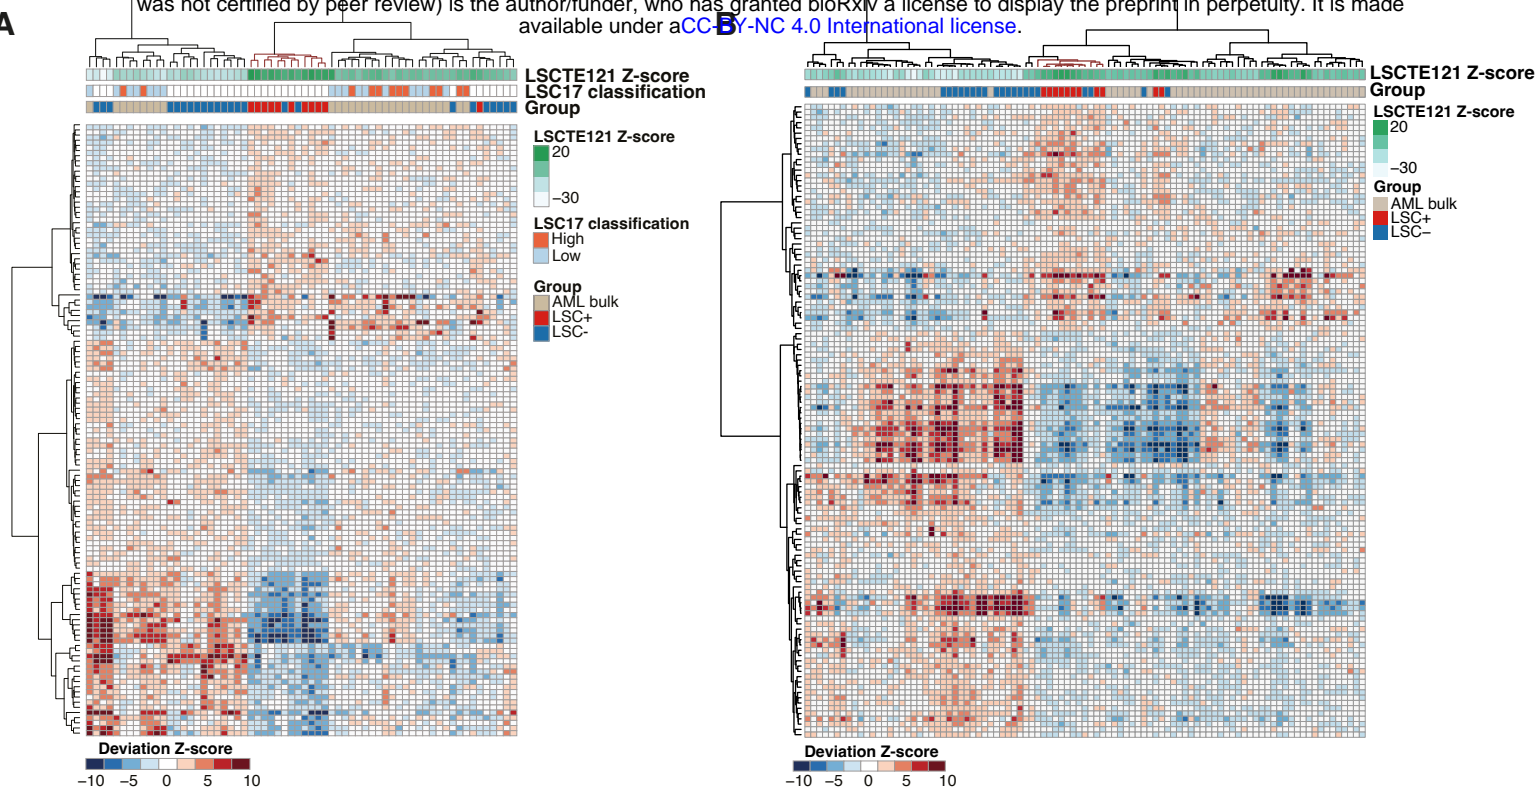 was not certified by peer review) is the author/funder, who has granted bioRxiv a license to display the preprint in perpetuity. It is made
available under aCC-BY-NC 4.0 International license.
A
B
LSCTE121 Z-score
LSC17 classification
Group
LSCTE121 Z-score
20
−30
LSC17 classification
High
Low
Group
AML bulk
LSC+
LSC-
Deviation Z-score
−10 −5 0 5 10
LSCTE121 Z-score
Group
LSCTE121 Z-score
20
−30
Group
AML bulk
LSC+
LSC−
Deviation Z-score
−10 −5 0 5 10